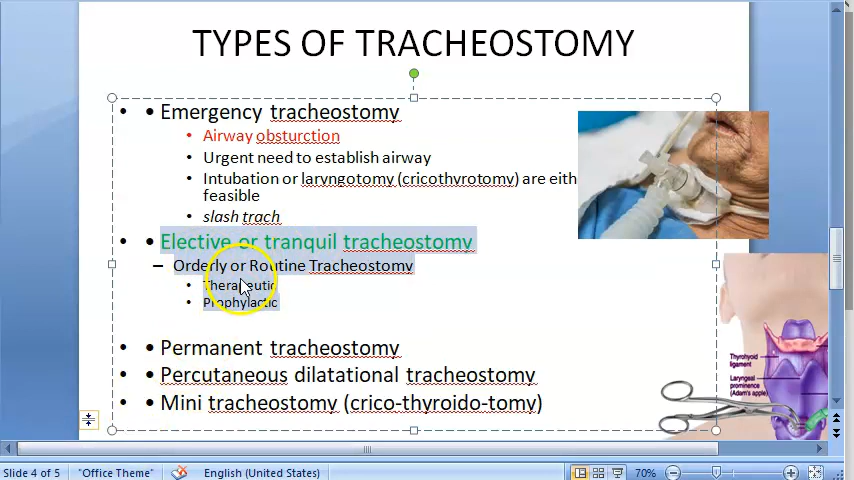 TYPES OF TRACHEOSTOMY
• • Emergency tracheostomy
• Airway obsturction
• Urgent need to establish airway
• Intubation or laryngotomy (cricothyrotomy) are eith
feasible
• slash trach
• • Elective or tranquil tracheostomy
– Orderly or Routine Tracheostomy
• Therapeutic
• Prophylactic
• • Permanent tracheostomy
• • Percutaneous dilatational tracheostomy
• • Mini tracheostomy (crico-thyroido-tomy)
Thyrohyoid
ligament
Laryngeal
prominence
(Adam's apple)
Slide 4 of 5 "Office Theme" English (United States) 70%